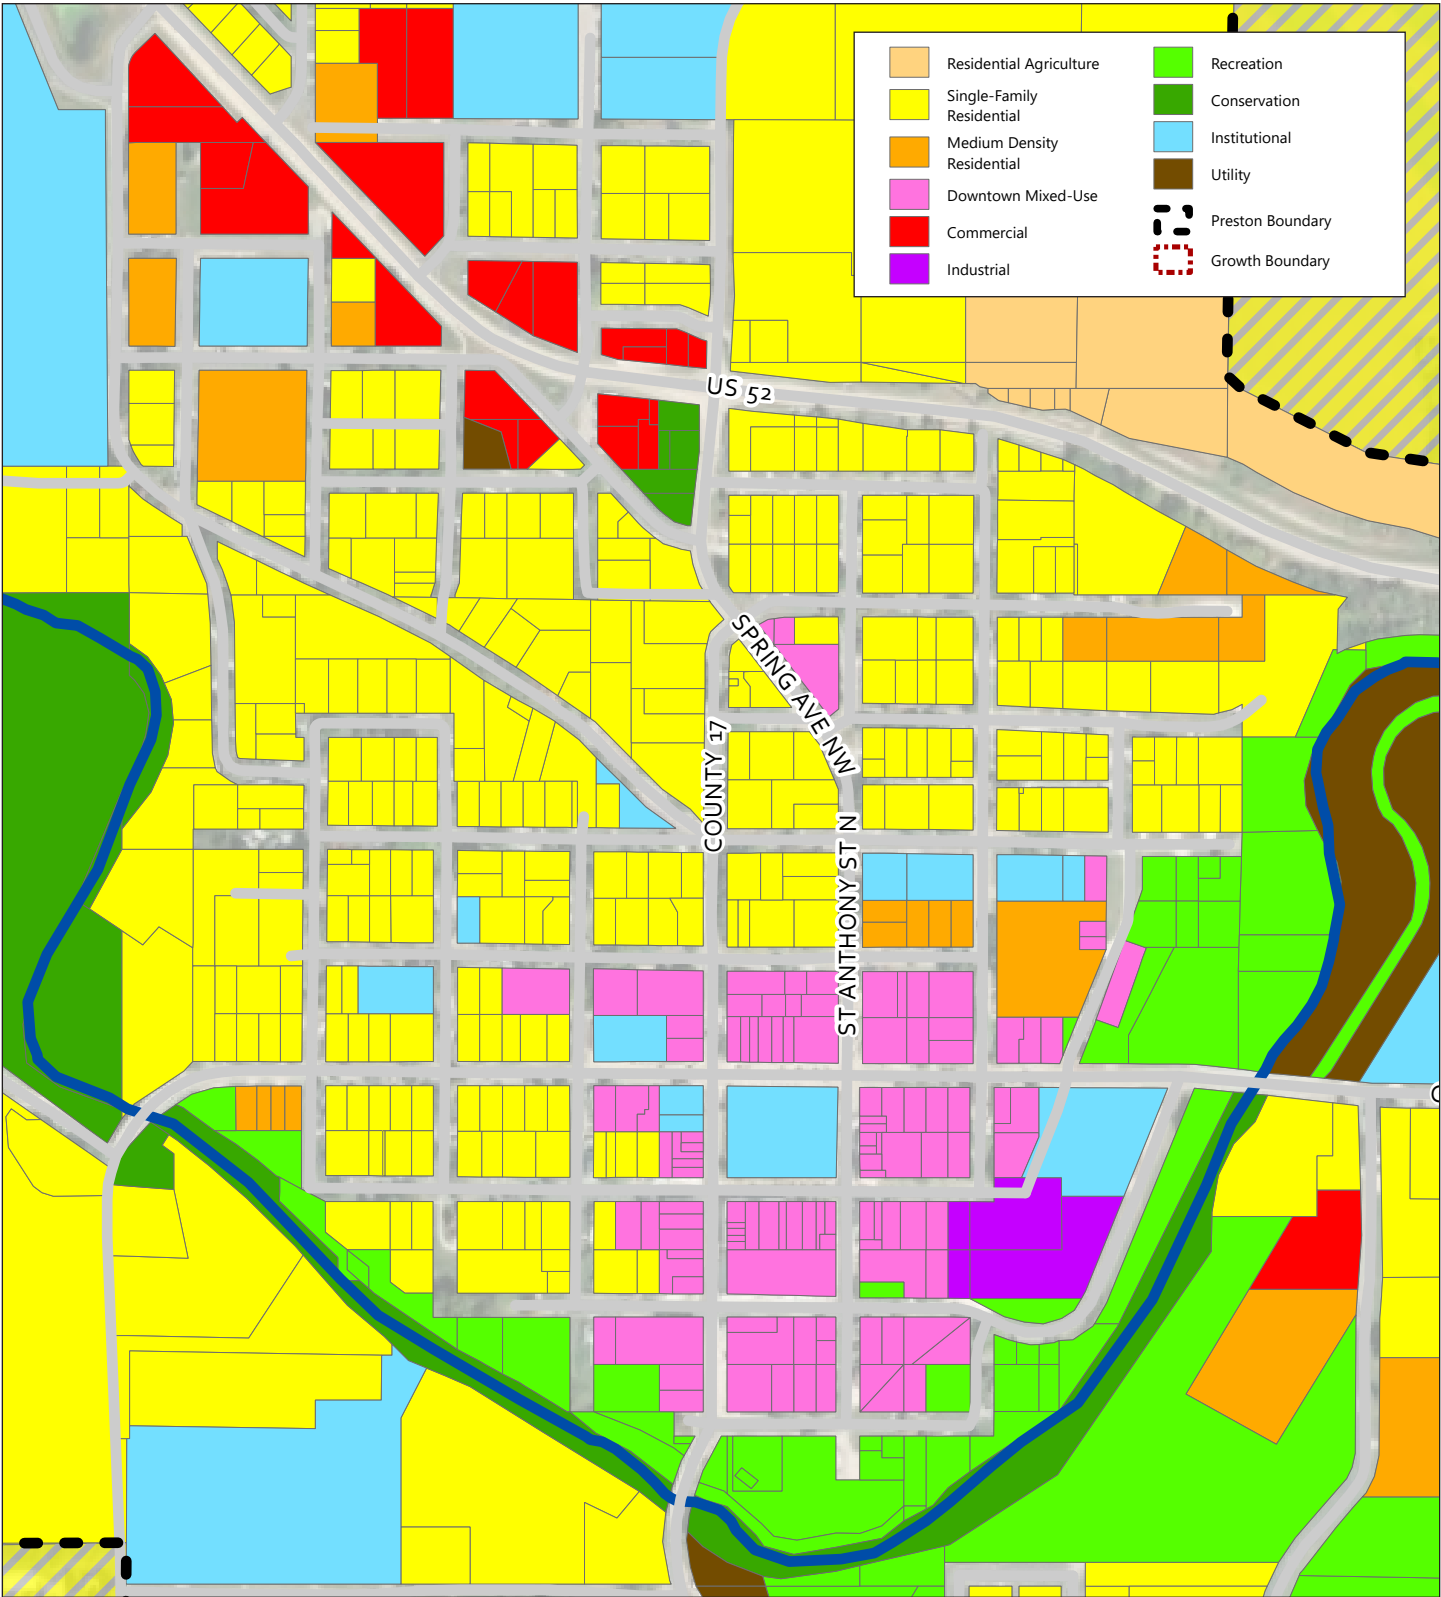 Residential Agriculture
Single-Family
Residential
Medium Density
Residential
Downtown Mixed-Use
Commercial
Industrial
Recreation
Conservation
Institutional
Utility
Preston Boundary
Growth Boundary
US 52
SPRING AVE NW
COUNTY 17
ST ANTHONY ST N